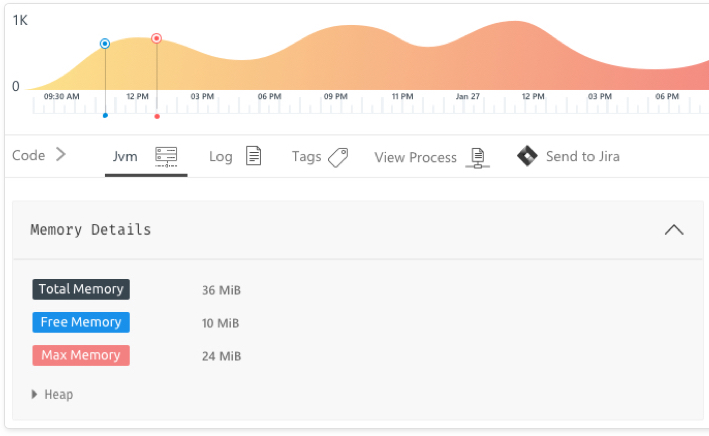 1K
0
09:30 AM 12 PM 03 PM 06 PM 09 PM 11 PM Jan 27 12 PM 03 PM 06 PM
Code Jvm Log Tags View Process Send to Jira
Memory Details
Total Memory 36 MiB
Free Memory 10 MiB
Max Memory 24 MiB
Heap